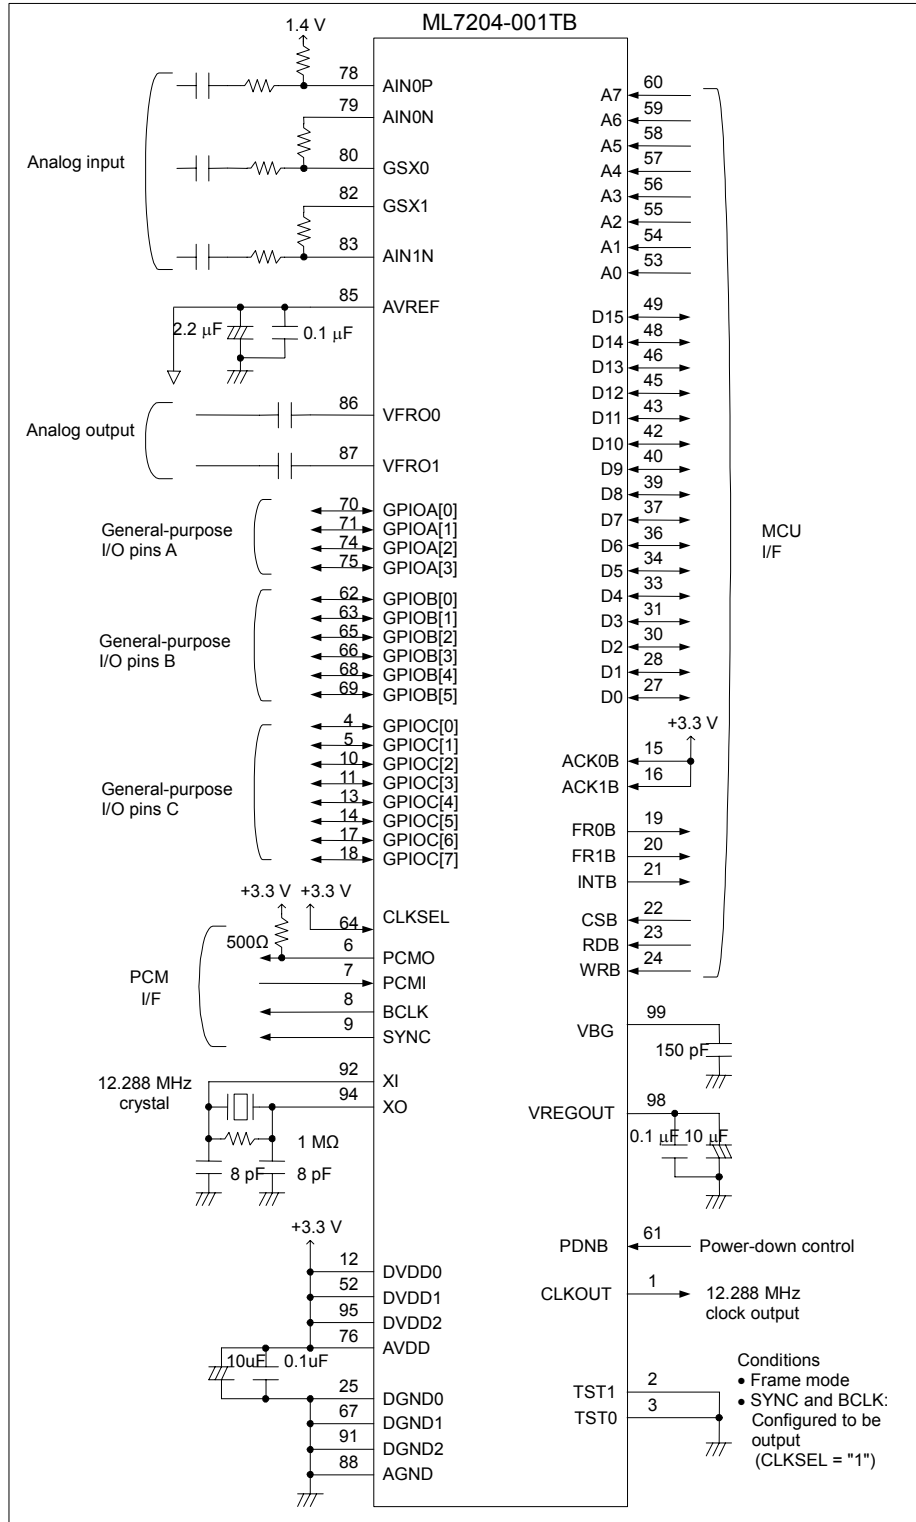 ML7204-001TB
1.4 V
78 AIN0P
79 AIN0N
Analog input
80 GSX0
82 GSX1
83 AIN1N
85 AVREF
2.2 μF 0.1 μF
Analog output
86 VFRO0
87 VFRO1
General-purpose
I/O pins A
70 GPIOA[0]
71 GPIOA[1]
74 GPIOA[2]
75 GPIOA[3]
General-purpose
I/O pins B
62 GPIOB[0]
63 GPIOB[1]
65 GPIOB[2]
66 GPIOB[3]
68 GPIOB[4]
69 GPIOB[5]
General-purpose
I/O pins C
4 GPIOC[0]
5 GPIOC[1]
10 GPIOC[2]
11 GPIOC[3]
13 GPIOC[4]
14 GPIOC[5]
17 GPIOC[6]
18 GPIOC[7]
+3.3 V +3.3 V
64 CLKSEL
500Ω
PCM
I/F
6 PCMO
7 PCMI
8 BCLK
9 SYNC
12.288 MHz
crystal
92 XI
94 XO
1 MΩ
8 pF 8 pF
+3.3 V
12 DVDD0
52 DVDD1
95 DVDD2
76 AVDD
10uF 0.1uF
25 DGND0
67 DGND1
91 DGND2
88 AGND
A7 60
A6 59
A5 58
A4 57
A3 56
A2 55
A1 54
A0 53
D15 49
D14 48
D13 46
D12 45
D11 43
D10 42
D9 40
D8 39
D7 37
D6 36
D5 34
D4 33
D3 31
D2 30
D1 28
D0 27
MCU
I/F
+3.3 V
ACK0B 15
ACK1B 16
FR0B 19
FR1B 20
INTB 21
CSB 22
RDB 23
WRB 24
VBG 99
150 pF
VREGOUT 98
0.1 μF 10 μF
PDNB 61 Power-down control
CLKOUT 1 12.288 MHz
clock output
TST1 2
TST0 3
Conditions
● Frame mode
● SYNC and BCLK:
Configured to be
output
(CLKSEL = "1")